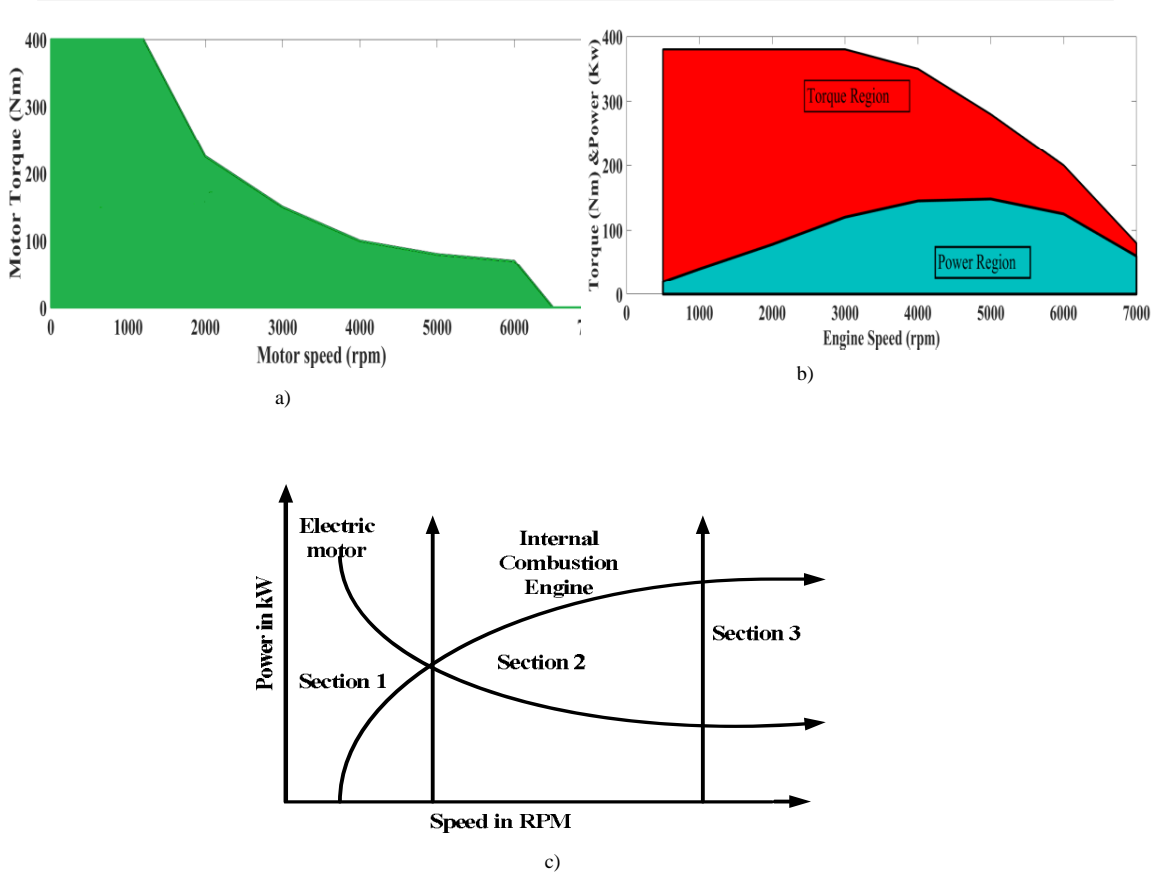 400
300
200
100
0
Motor Torque (Nm)
0 1000 2000 3000 4000 5000 6000
Motor speed (rpm)
a)
400
300
200
100
0
Torque (Nm) &Power (Kw)
Torque Region
Power Region
0 1000 2000 3000 4000 5000 6000 7000
Engine Speed (rpm)
b)
Electric
motor
Internal
Combustion
Engine
Power in kW
Section 1
Section 2
Section 3
Speed in RPM
c)